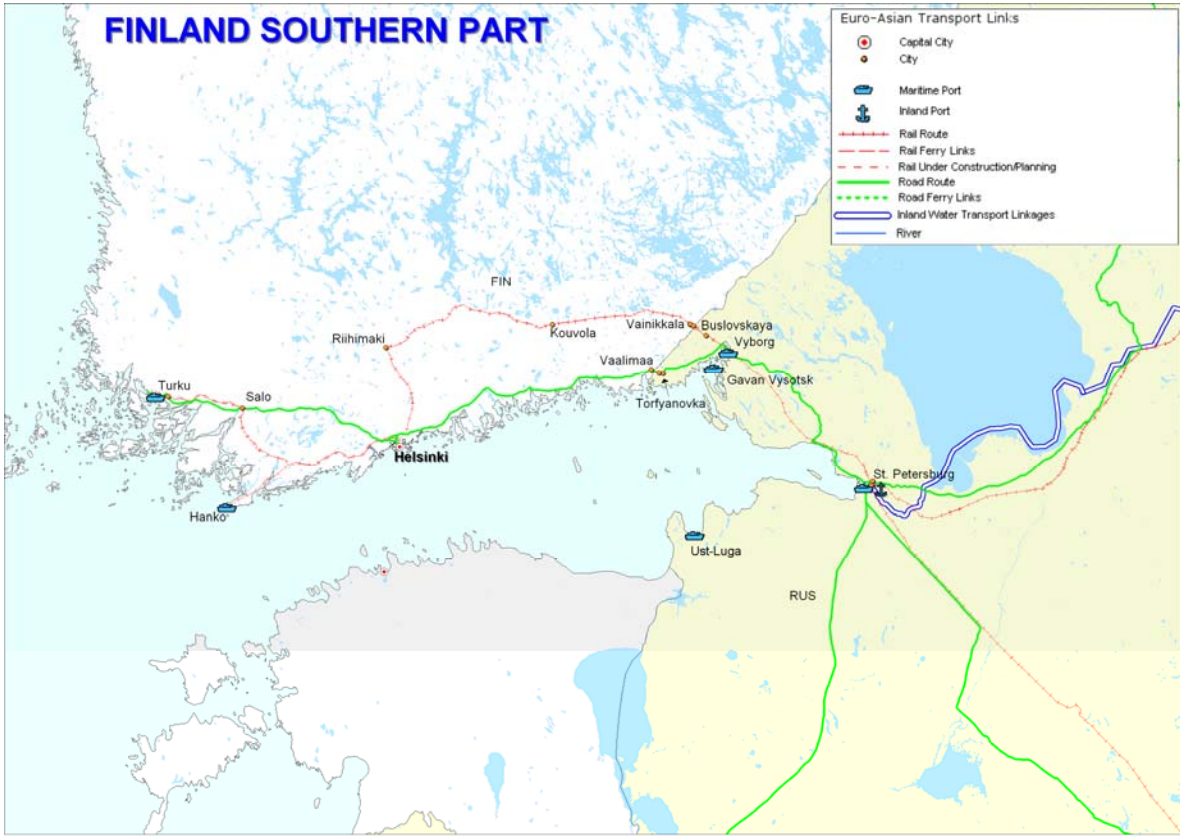 FINLAND SOUTHERN PART
Euro-Asian Transport Links
Capital City
City
Maritime Port
Inland Port
Rail Route
Rail Ferry Links
Rail Under Construction/Planning
Road Route
Road Ferry Links
Inland Water Transport Linkages
River
FIN
Riihimaki
Kouvola
Vainikkala
Buslovskaya
Vyborg
Vaalimaa
Gavan Vysotsk
Turku
Salo
Torfyanovka
Helsinki
St. Petersburg
Hanko
Ust-Luga
RUS